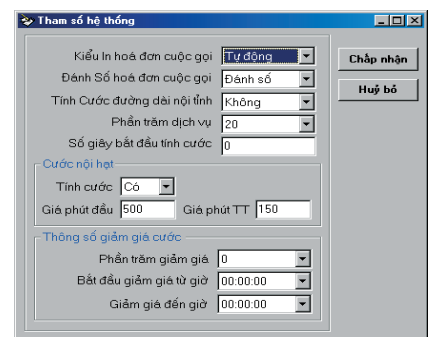 Tham số hệ thống
Kiểu In hoá đơn cuộc gọi Tự động
Chấp nhận
Đánh Số hoá đơn cuộc gọi Đánh số
Huỷ bỏ
Tính Cước đường dài nội tỉnh Không
Phần trăm dịch vụ 20
Số giây bắt đầu tính cước 0
Cước nội hạt
Tính cước Có
Giá phút đầu 500 Giá phút TT 150
Thông số giảm giá cước
Phần trăm giảm giá 0
Bắt đầu giảm giá từ giờ 00:00:00
Giảm giá đến giờ 00:00:00